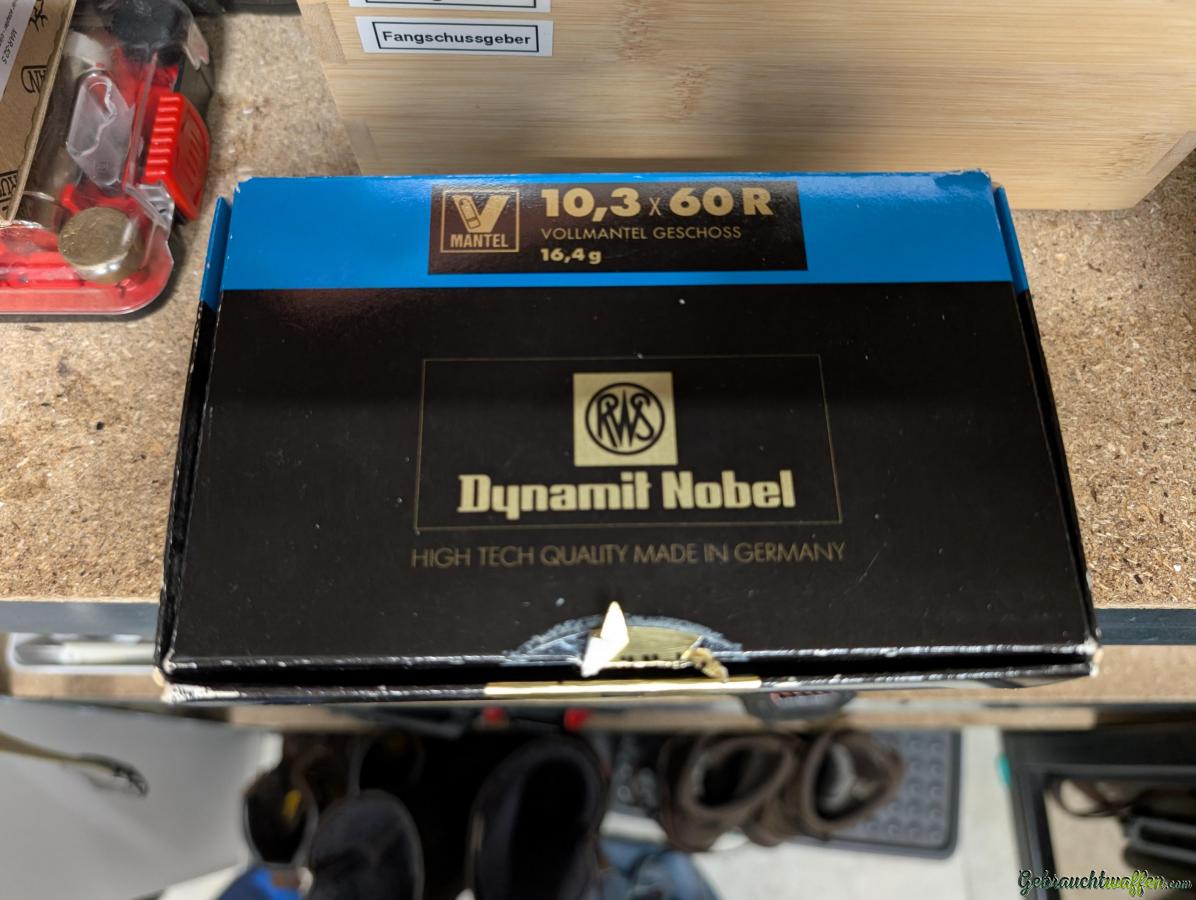 Fangschussgeber
10,3 x 60 R
V
MANTEL
VOLLMANTEL GESCHOSS
16,4 g
RWS
Dynamit Nobel
HIGH TECH QUALITY MADE IN GERMANY
Gebrauchtwaffen.com